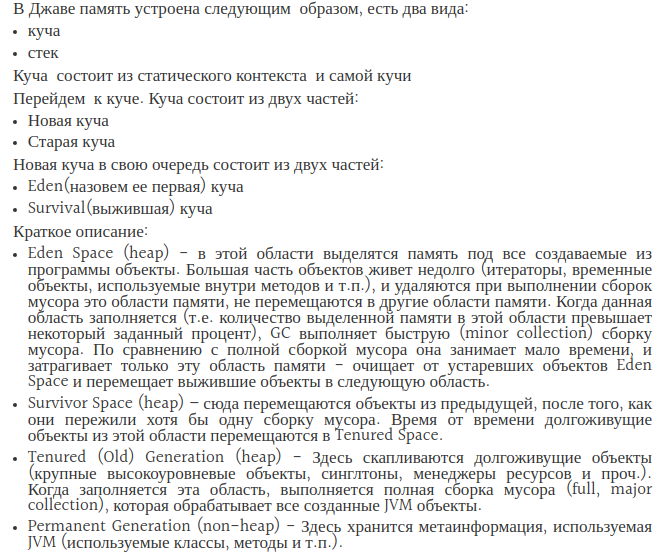 В Джаве память устроена следующим образом, есть два вида:
• куча
• стек
Куча состоит из статического контекста и самой кучи
Перейдем к куче. Куча состоит из двух частей:
• Новая куча
• Старая куча
Новая куча в свою очередь состоит из двух частей:
• Eden(назовем ее первая) куча
• Survival(выжившая) куча
Краткое описание:
• Eden Space (heap) – в этой области выделятся память под все создаваемые из
программы объекты. Большая часть объектов живет недолго (итераторы, временные
объекты, используемые внутри методов и т.п.), и удаляются при выполнении сборок
мусора это области памяти, не перемещаются в другие области памяти. Когда данная
область заполняется (т.е. количество выделенной памяти в этой области превышает
некоторый заданный процент), GC выполняет быструю (minor collection) сборку
мусора. По сравнению с полной сборкой мусора она занимает мало времени, и
затрагивает только эту область памяти – очищает от устаревших объектов Eden
Space и перемещает выжившие объекты в следующую область.
• Survivor Space (heap) – сюда перемещаются объекты из предыдущей, после того, как
они пережили хотя бы одну сборку мусора. Время от времени долгоживущие
объекты из этой области перемещаются в Tenured Space.
• Tenured (Old) Generation (heap) – Здесь скапливаются долгоживущие объекты
(крупные высокоуровневые объекты, синглтоны, менеджеры ресурсов и проч.).
Когда заполняется эта область, выполняется полная сборка мусора (full, major
collection), которая обрабатывает все созданные JVM объекты.
• Permanent Generation (non-heap) – Здесь хранится метаинформация, используемая
JVM (используемые классы, методы и т.п.).